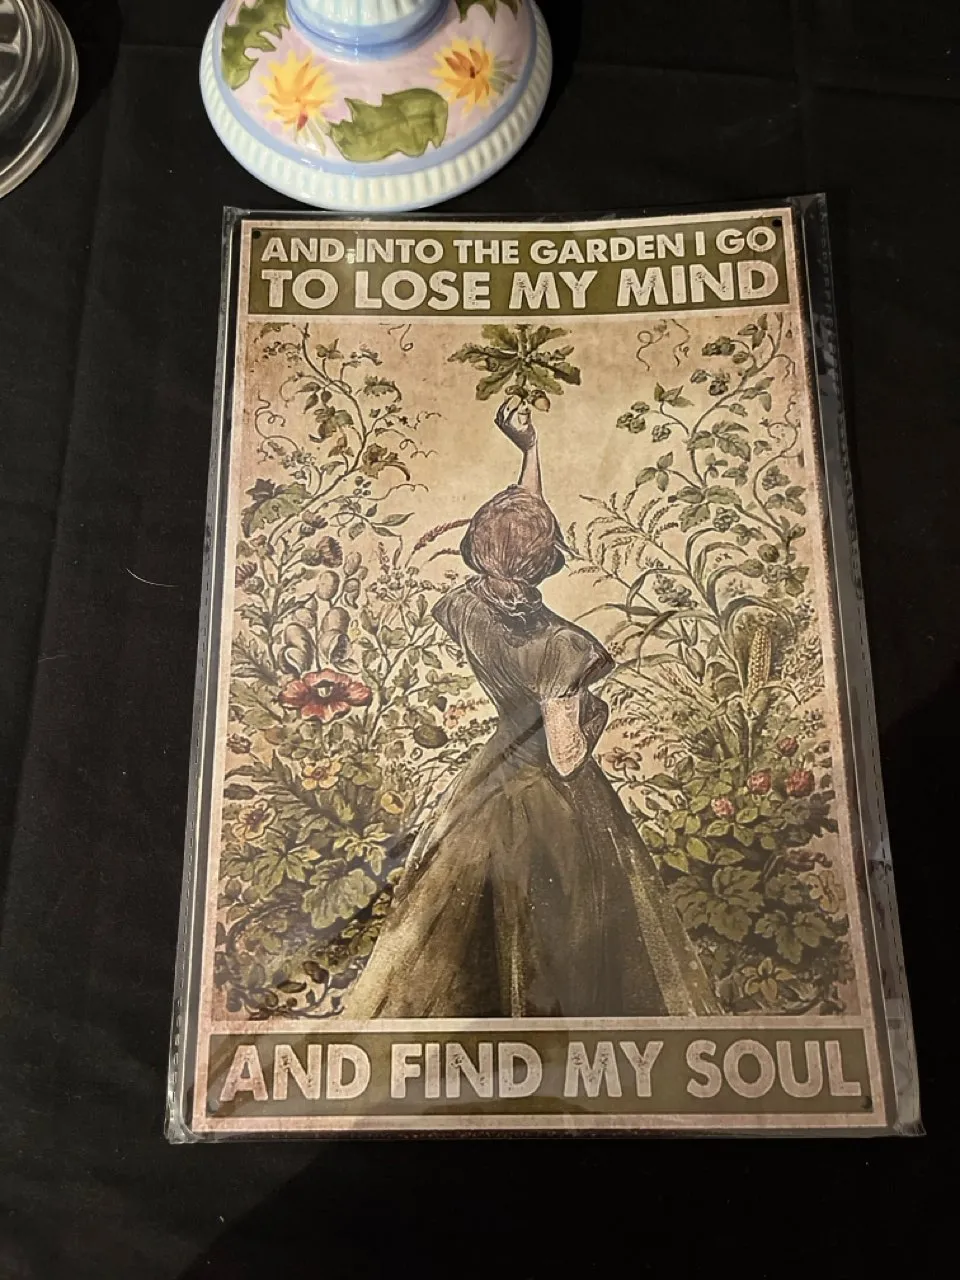 AND INTO THE GARDEN I GO
TO LOSE MY MIND
AND FIND MY SOUL